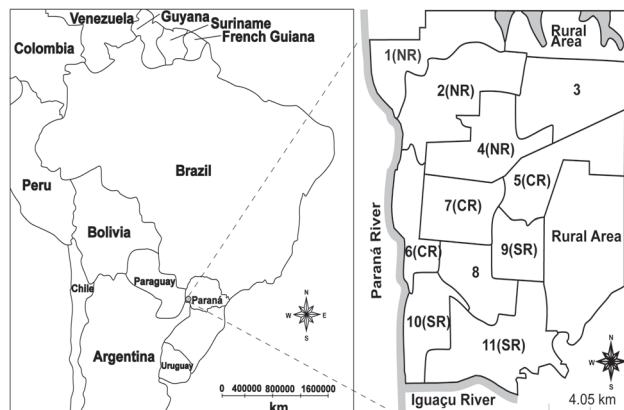 Venezuela
Guyana
Suriname
French Guiana
Colombia
Brazil
Peru
Bolivia
Paraguay
Paraná
Chile
Argentina
Uruguay
N
W E
S
0 400000 800000 1600000
km
Rural
Area
1(NR)
2(NR)
3
4(NR)
5(CR)
7(CR)
6(CR)
9(SR)
Rural Area
8
10(SR)
11(SR)
Paraná River
Iguaçu River
N
W E
S
4.05 km